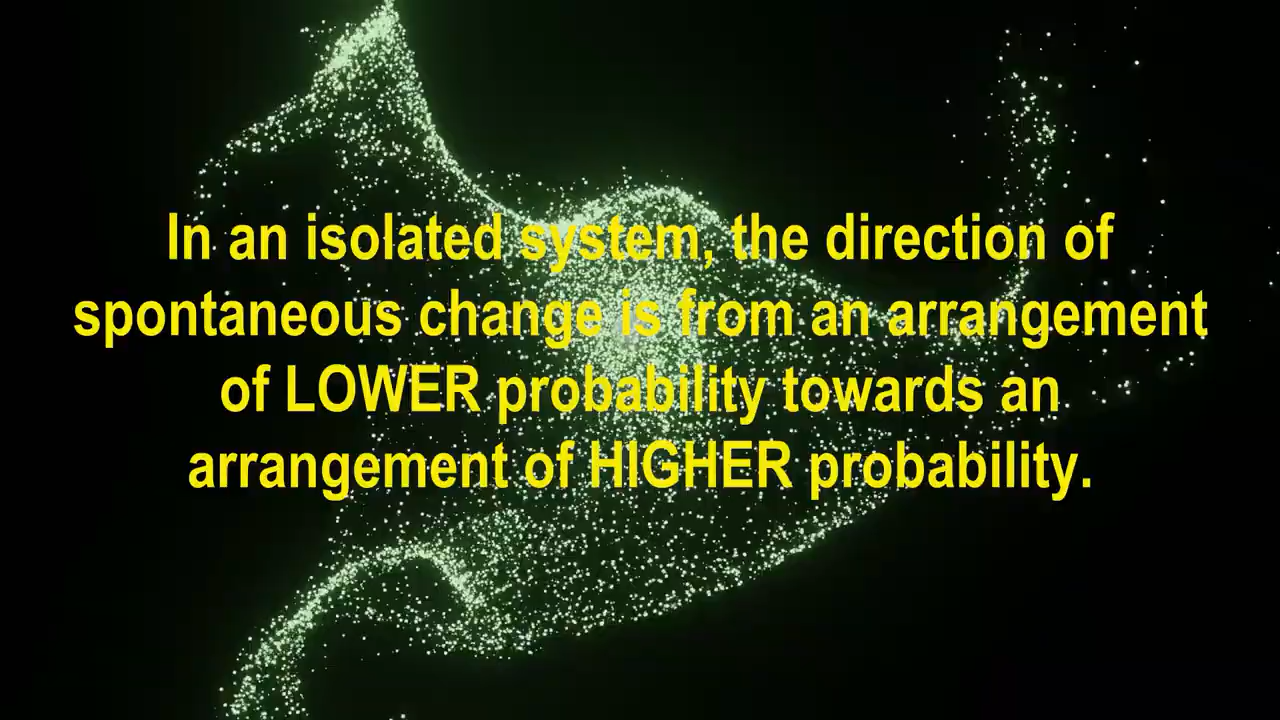 In an isolated system, the direction of
spontaneous change is from an arrangement
of LOWER probability towards an
arrangement of HIGHER probability.